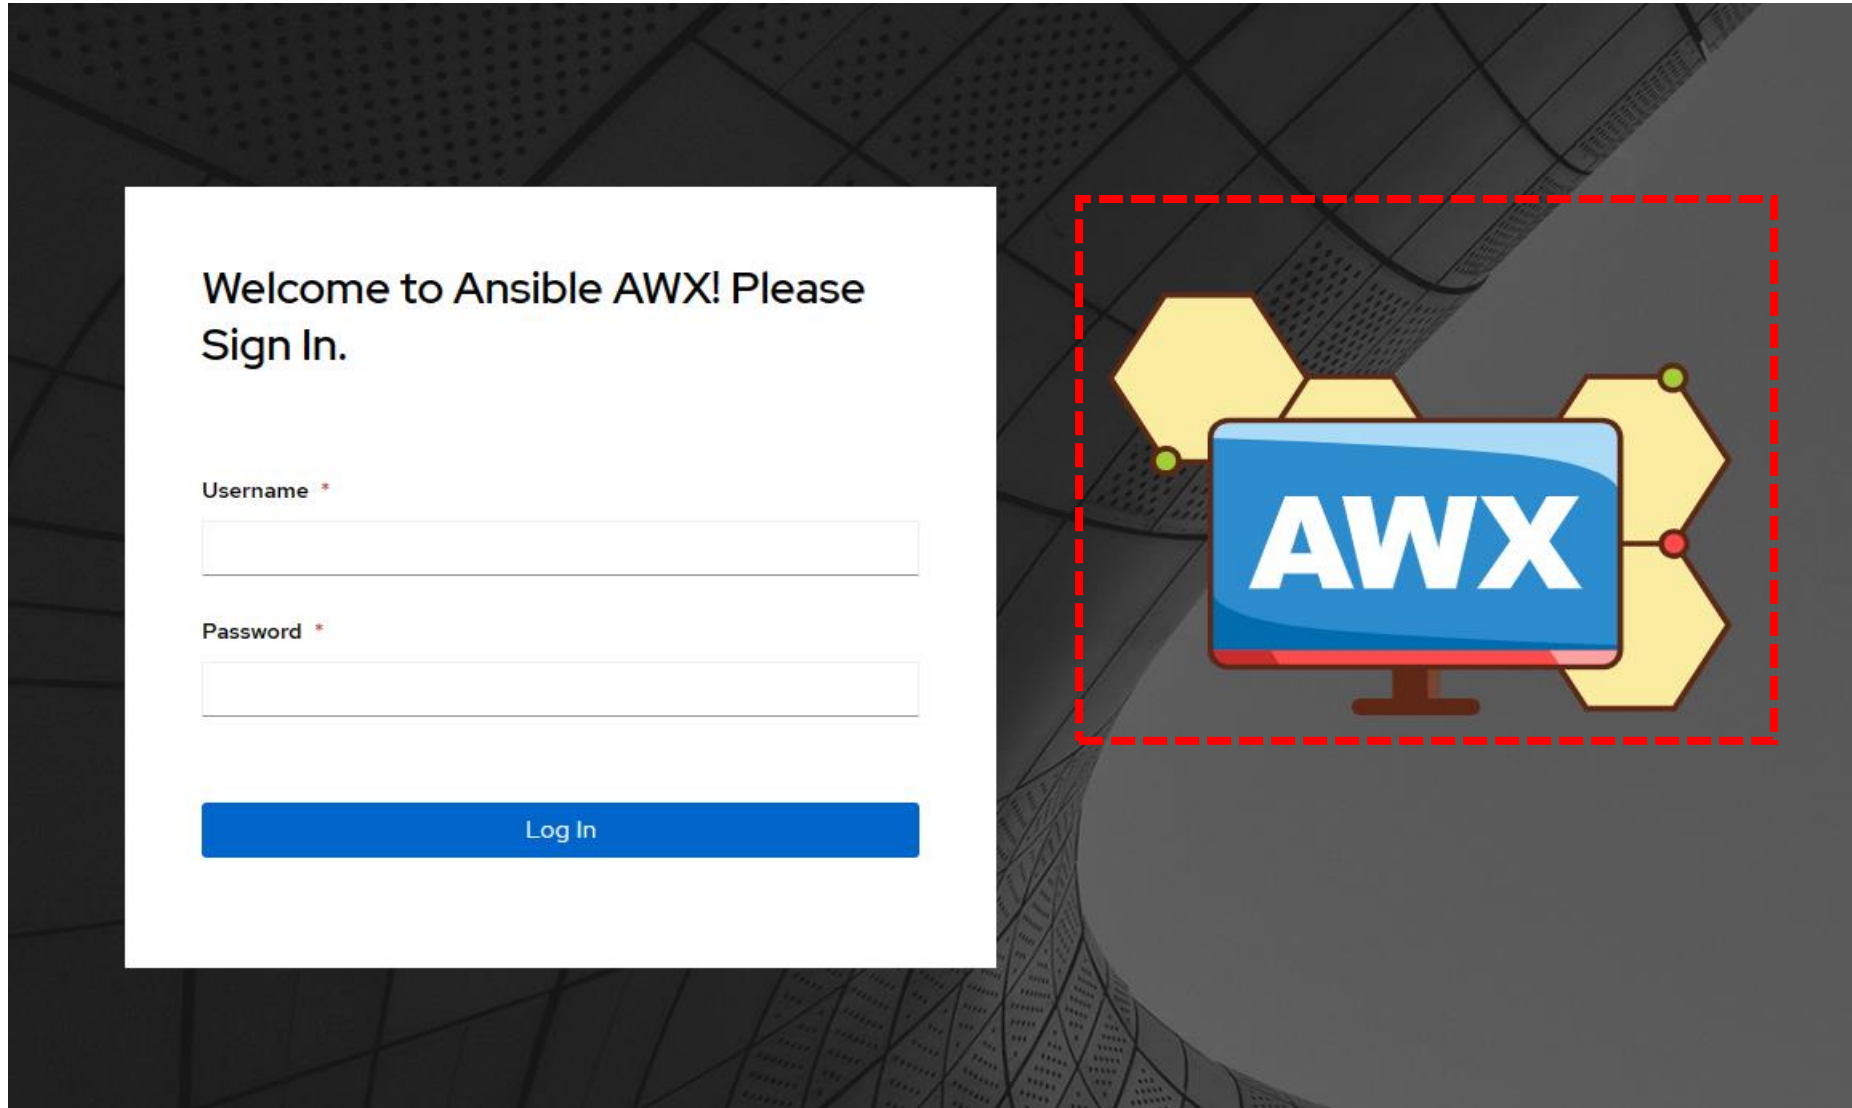 Welcome to Ansible AWX! Please
Sign In.
Username *
Password *
Log In
AWX